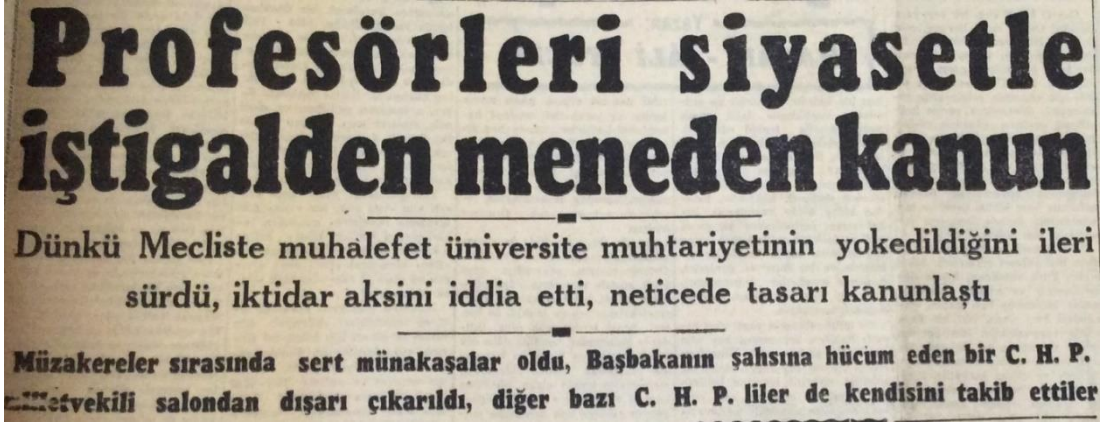 Profesörleri siyasetle
iştigalden meneden kanun
Dünkü Mecliste muhalefet üniversite muhtariyetinin yokedildiğini ileri
sürdü, iktidar aksini iddia etti, neticede tasarı kanunlaştı
Müzakereler sırasında sert münakaşalar oldu, Başbakanın şahsına hücum eden bir C. H. P.
salondan dışarı çıkarıldı, diğer bazı C. H. P. liler de kendisini takib ettiler